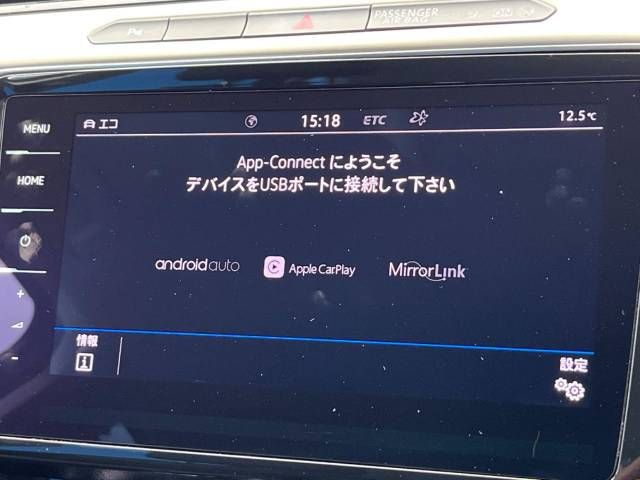 PASSENGER
AIR BAG
ON
MENU
エコ
15:18
ETC
12.5℃
HOME
App-Connect にようこそ
デバイスをUSBポートに接続して下さい
androidauto
Apple CarPlay
MirrorLink
情報
設定